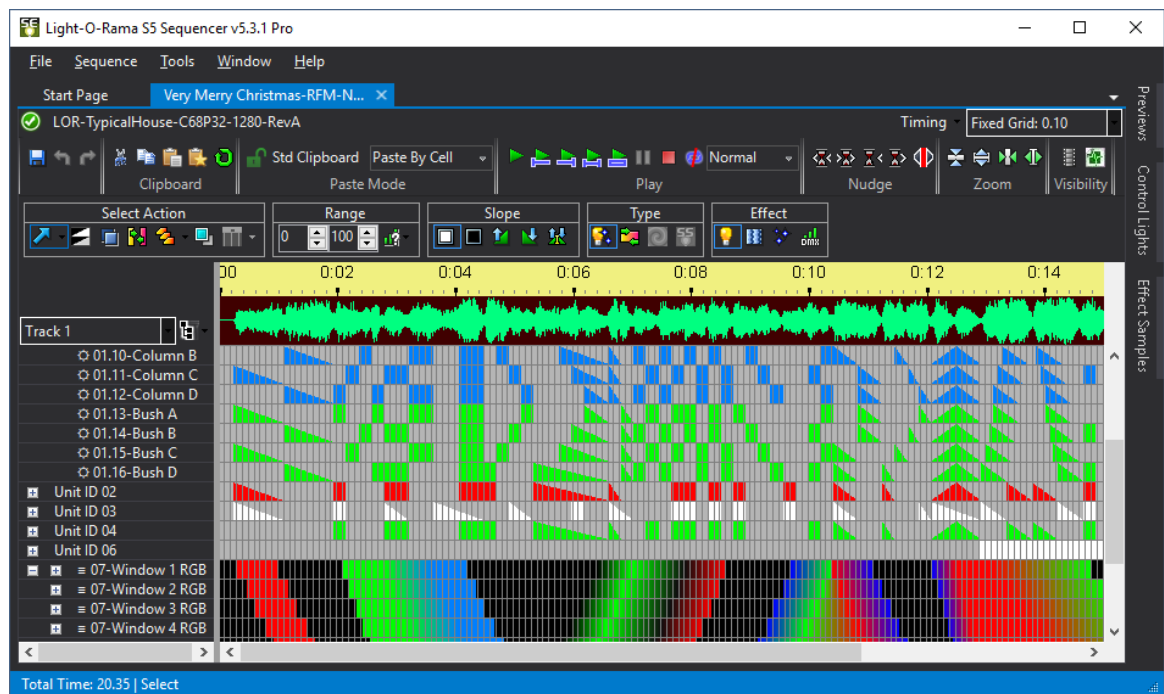 Light-O-Rama S5 Sequencer v5.3.1 Pro
File Sequence Tools Window Help
Start Page Very Merry Christmas-RFM-N...
LOR-TypicalHouse-C68P32-1280-RevA Timing Fixed Grid: 0.10
Std Clipboard Paste By Cell Normal
Clipboard Paste Mode Play Nudge Zoom Visibility
Select Action Range Slope Type Effect
0 100 dmx
00 0:02 0:04 0:06 0:08 0:10 0:12 0:14
Track 1
01.10-Column B
01.11-Column C
01.12-Column D
01.13-Bush A
01.14-Bush B
01.15-Bush C
01.16-Bush D
Unit ID 02
Unit ID 03
Unit ID 04
Unit ID 06
07-Window 1 RGB
07-Window 2 RGB
07-Window 3 RGB
07-Window 4 RGB
Previews
Control Lights
Effect Samples
Total Time: 20.35 | Select